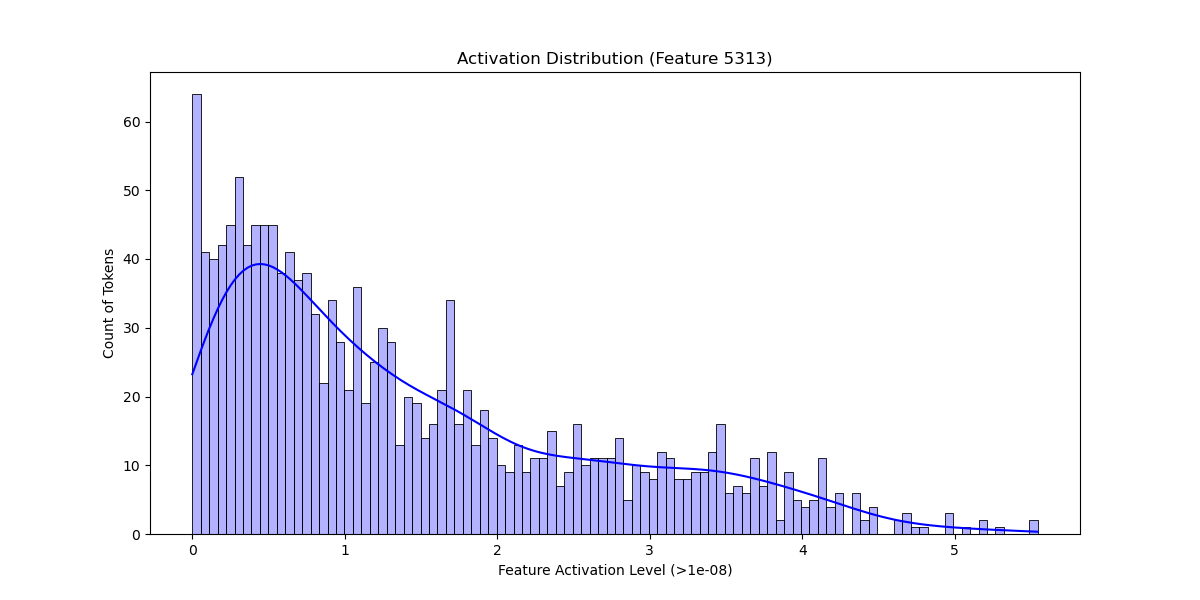 Activation Distribution (Feature 5313)
60
50
40
30
20
10
0
Count of Tokens
0 1 2 3 4 5
Feature Activation Level (>1e-08)